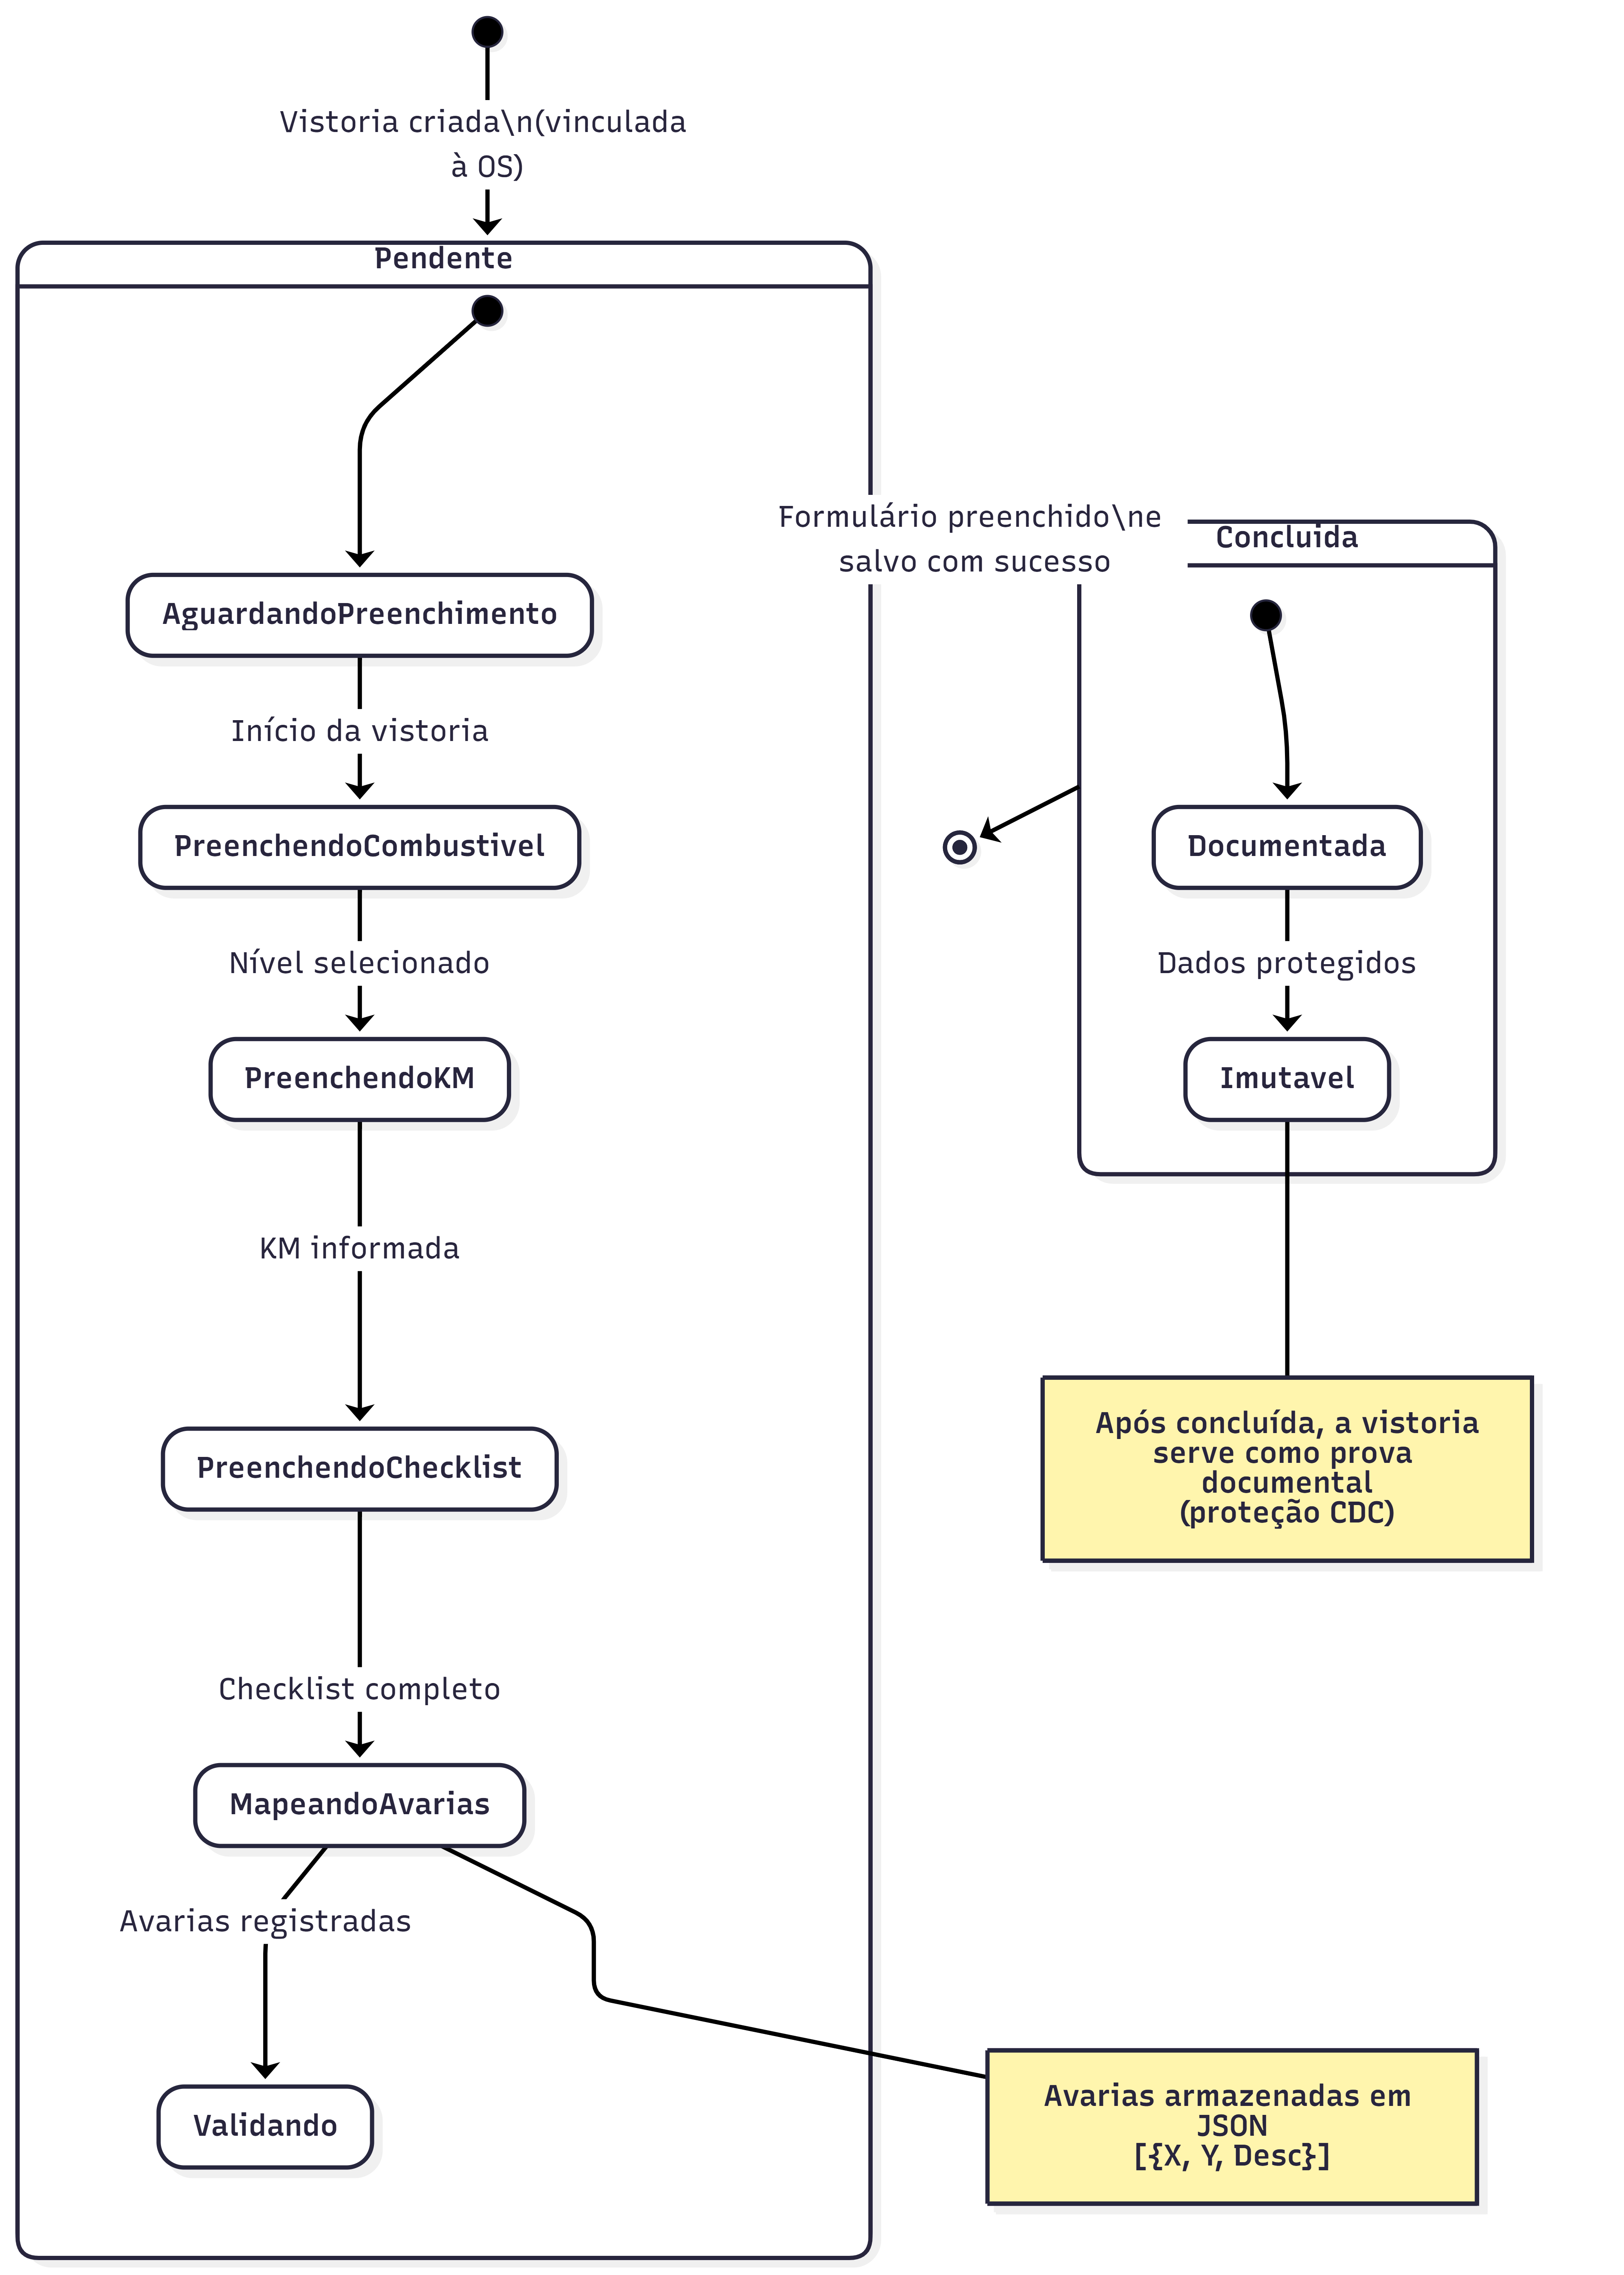 Vistoria criada\n(vinculada
à OS)
Pendente
AguardandoPreenchimento
Início da vistoria
PreenchendoCombustivel
Nível selecionado
PreenchendoKM
KM informada
PreenchendoChecklist
Checklist completo
MapeandoAvarias
Avarias registradas
Validando
Formulário preenchido\ne
salvo com sucesso
Concluida
Documentada
Dados protegidos
Imutavel
Após concluída, a vistoria
serve como prova
documental
(proteção CDC)
Avarias armazenadas em
JSON
[{X, Y, Desc}]